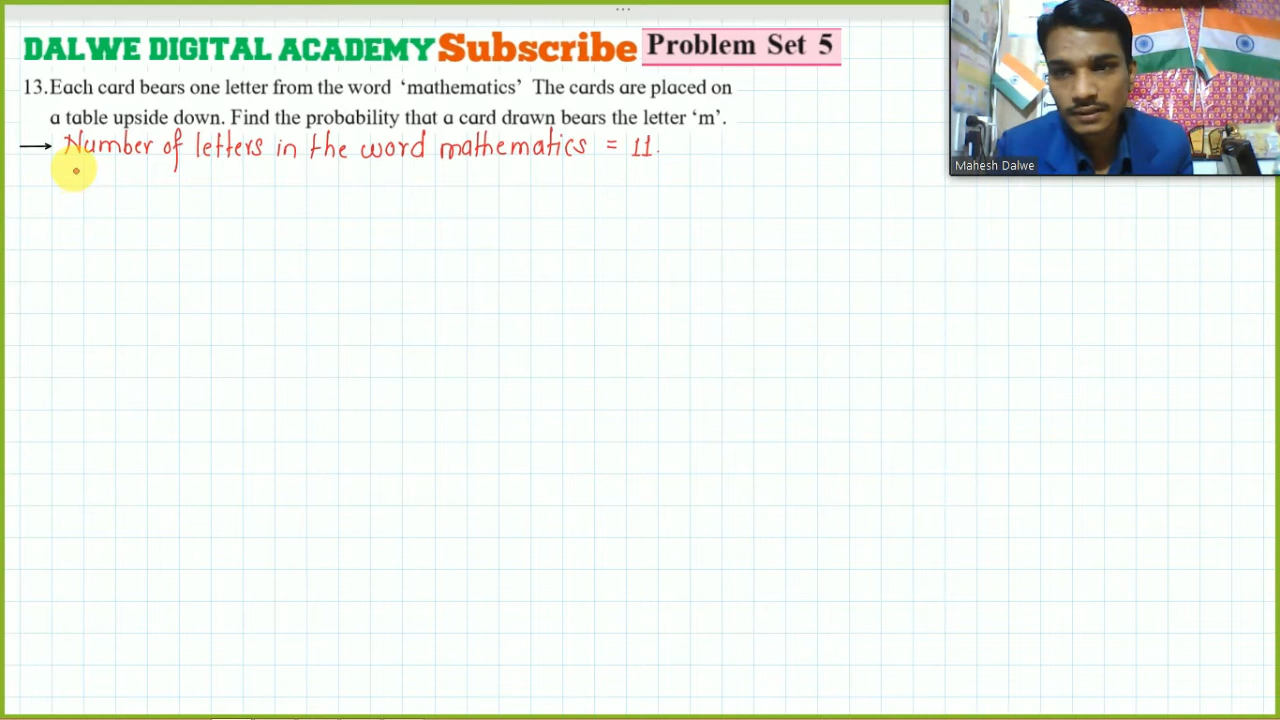 DALWE DIGITAL ACADEMY Subscribe Problem Set 5
13.Each card bears one letter from the word ‘mathematics’ The cards are placed on
a table upside down. Find the probability that a card drawn bears the letter ‘m’.
→ Number of letters in the word mathematics = 11.
Mahesh Dalwe